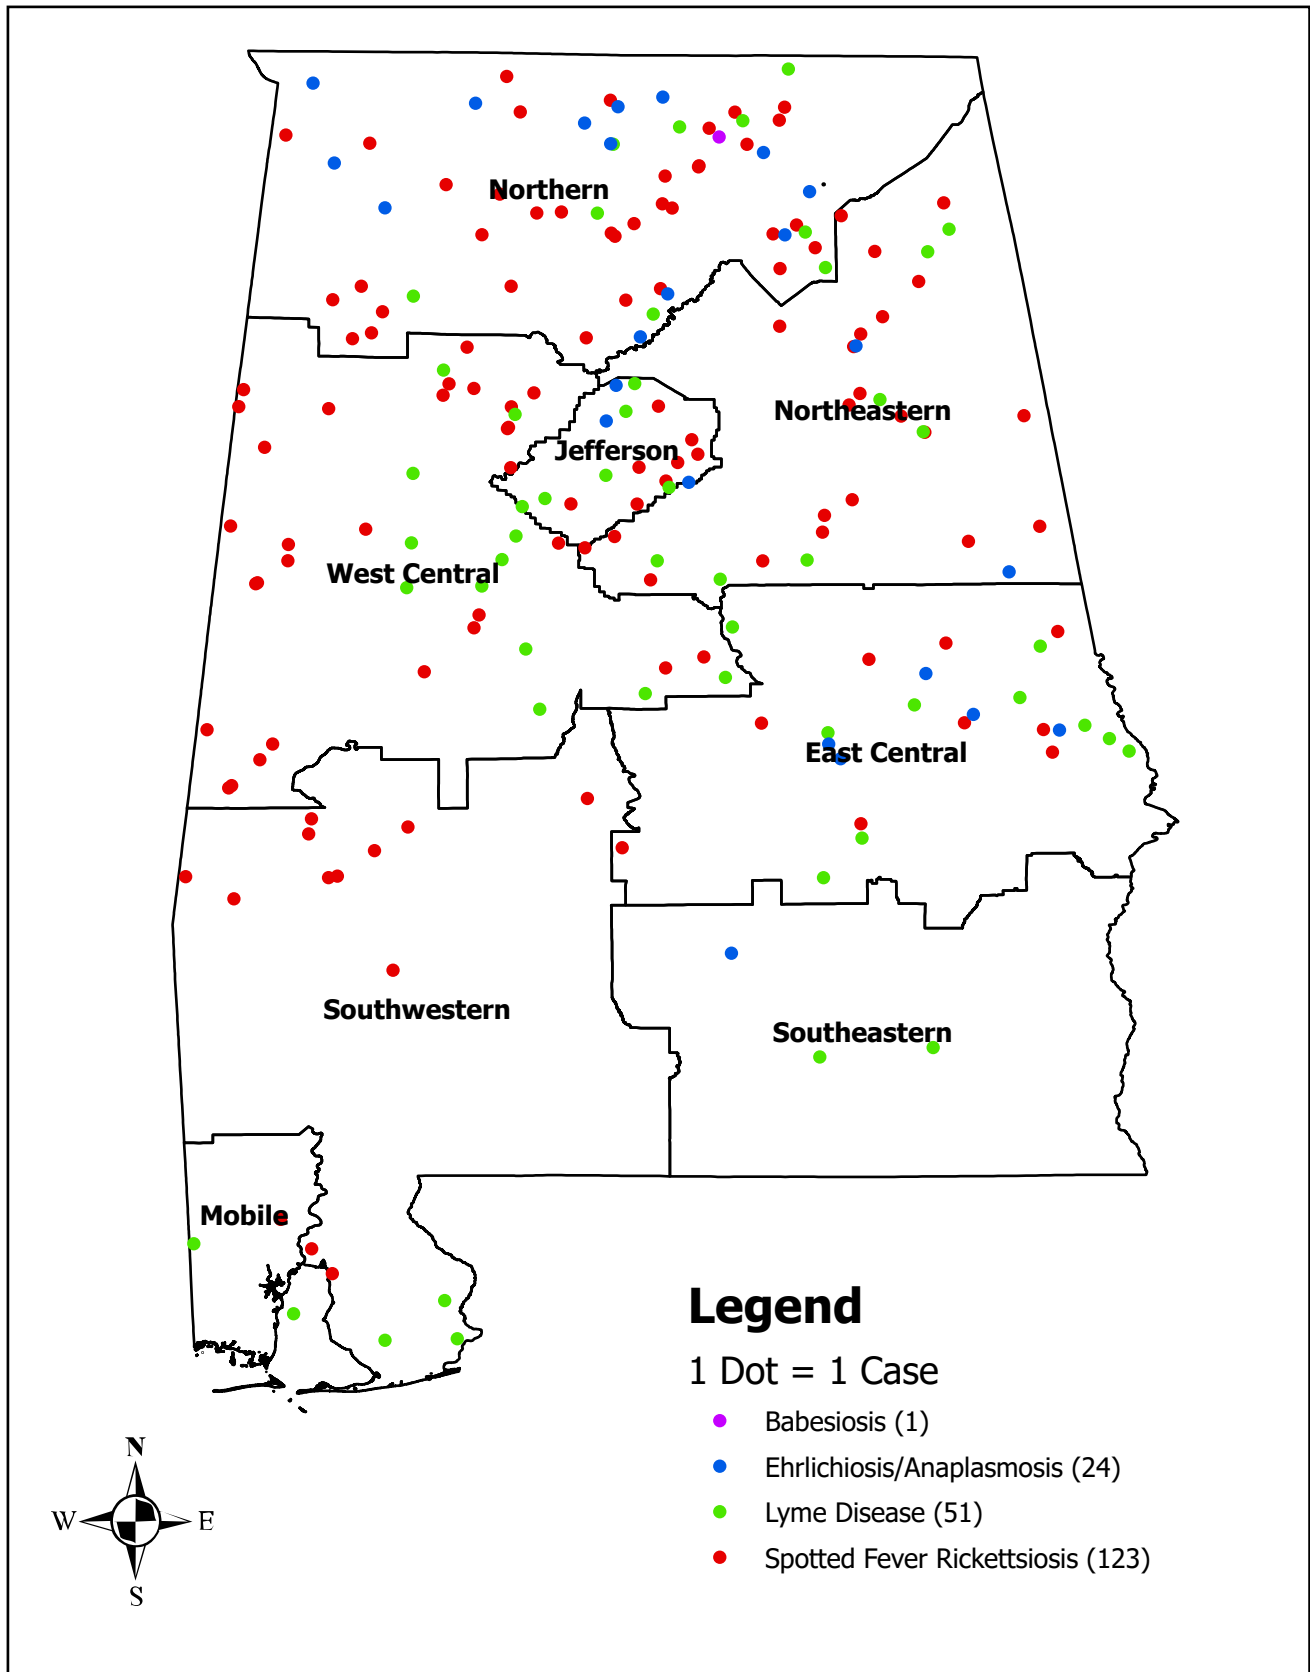 Northern
Northeastern
Jefferson
West Central
East Central
Southwestern
Southeastern
Mobile
Legend
1 Dot = 1 Case
Babesiosis (1)
Ehrlichiosis/Anaplasmosis (24)
Lyme Disease (51)
Spotted Fever Rickettsiosis (123)
N
W E
S